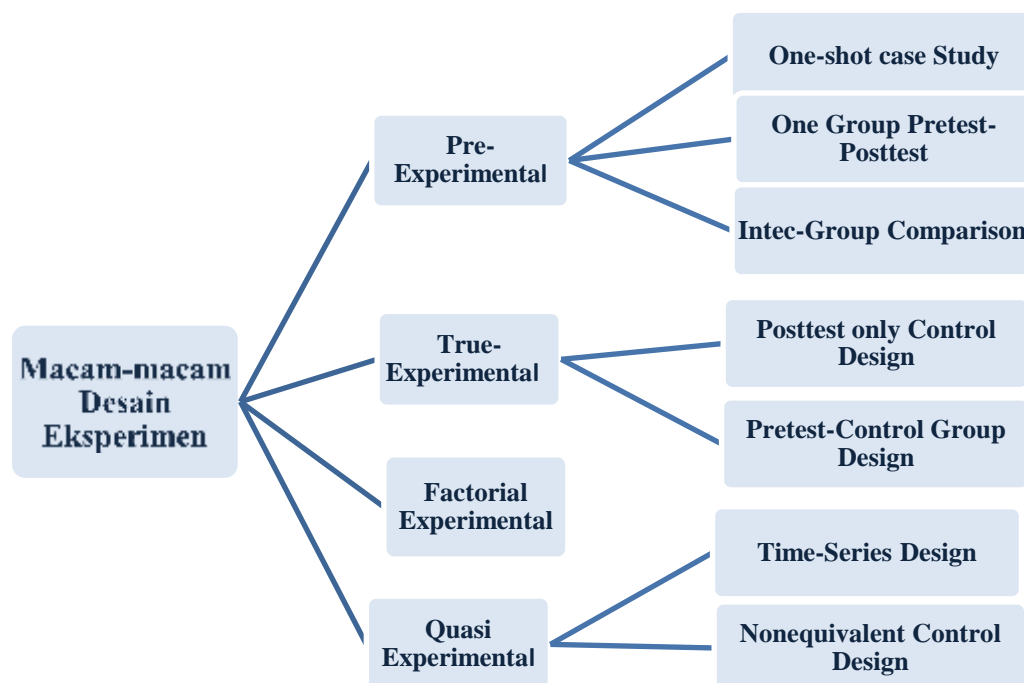 Macam-macam
Desain
Eksperimen
Pre-
Experimental
One-shot case Study
One Group Pretest-
Posttest
Intec-Group Comparison
True-
Experimental
Posttest only Control
Design
Pretest-Control Group
Design
Factorial
Experimental
Quasi
Experimental
Time-Series Design
Nonequivalent Control
Design